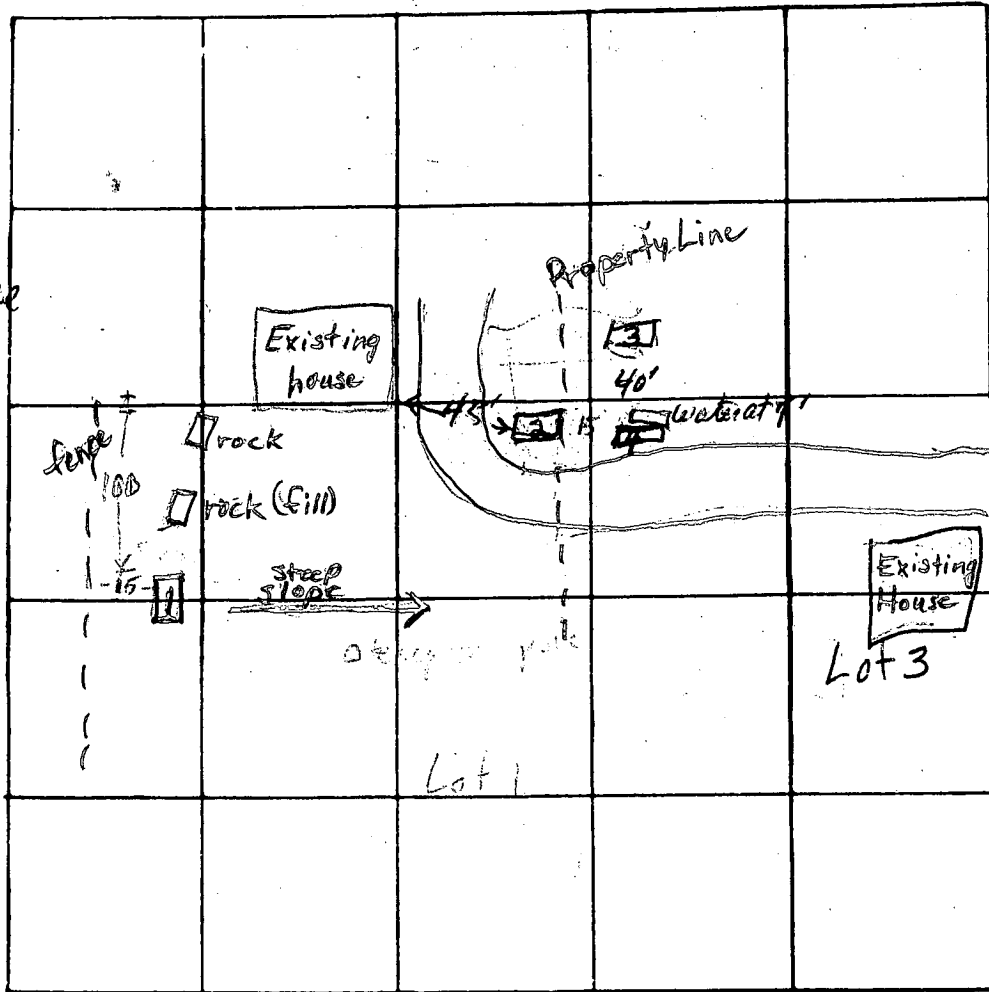 Property Line
Existing
house
3
40'
45'
2
15
water at 7'
fence
rock
100
rock (fill)
15
1
steep
slope
Existing
House
Lot 3
Lot 1